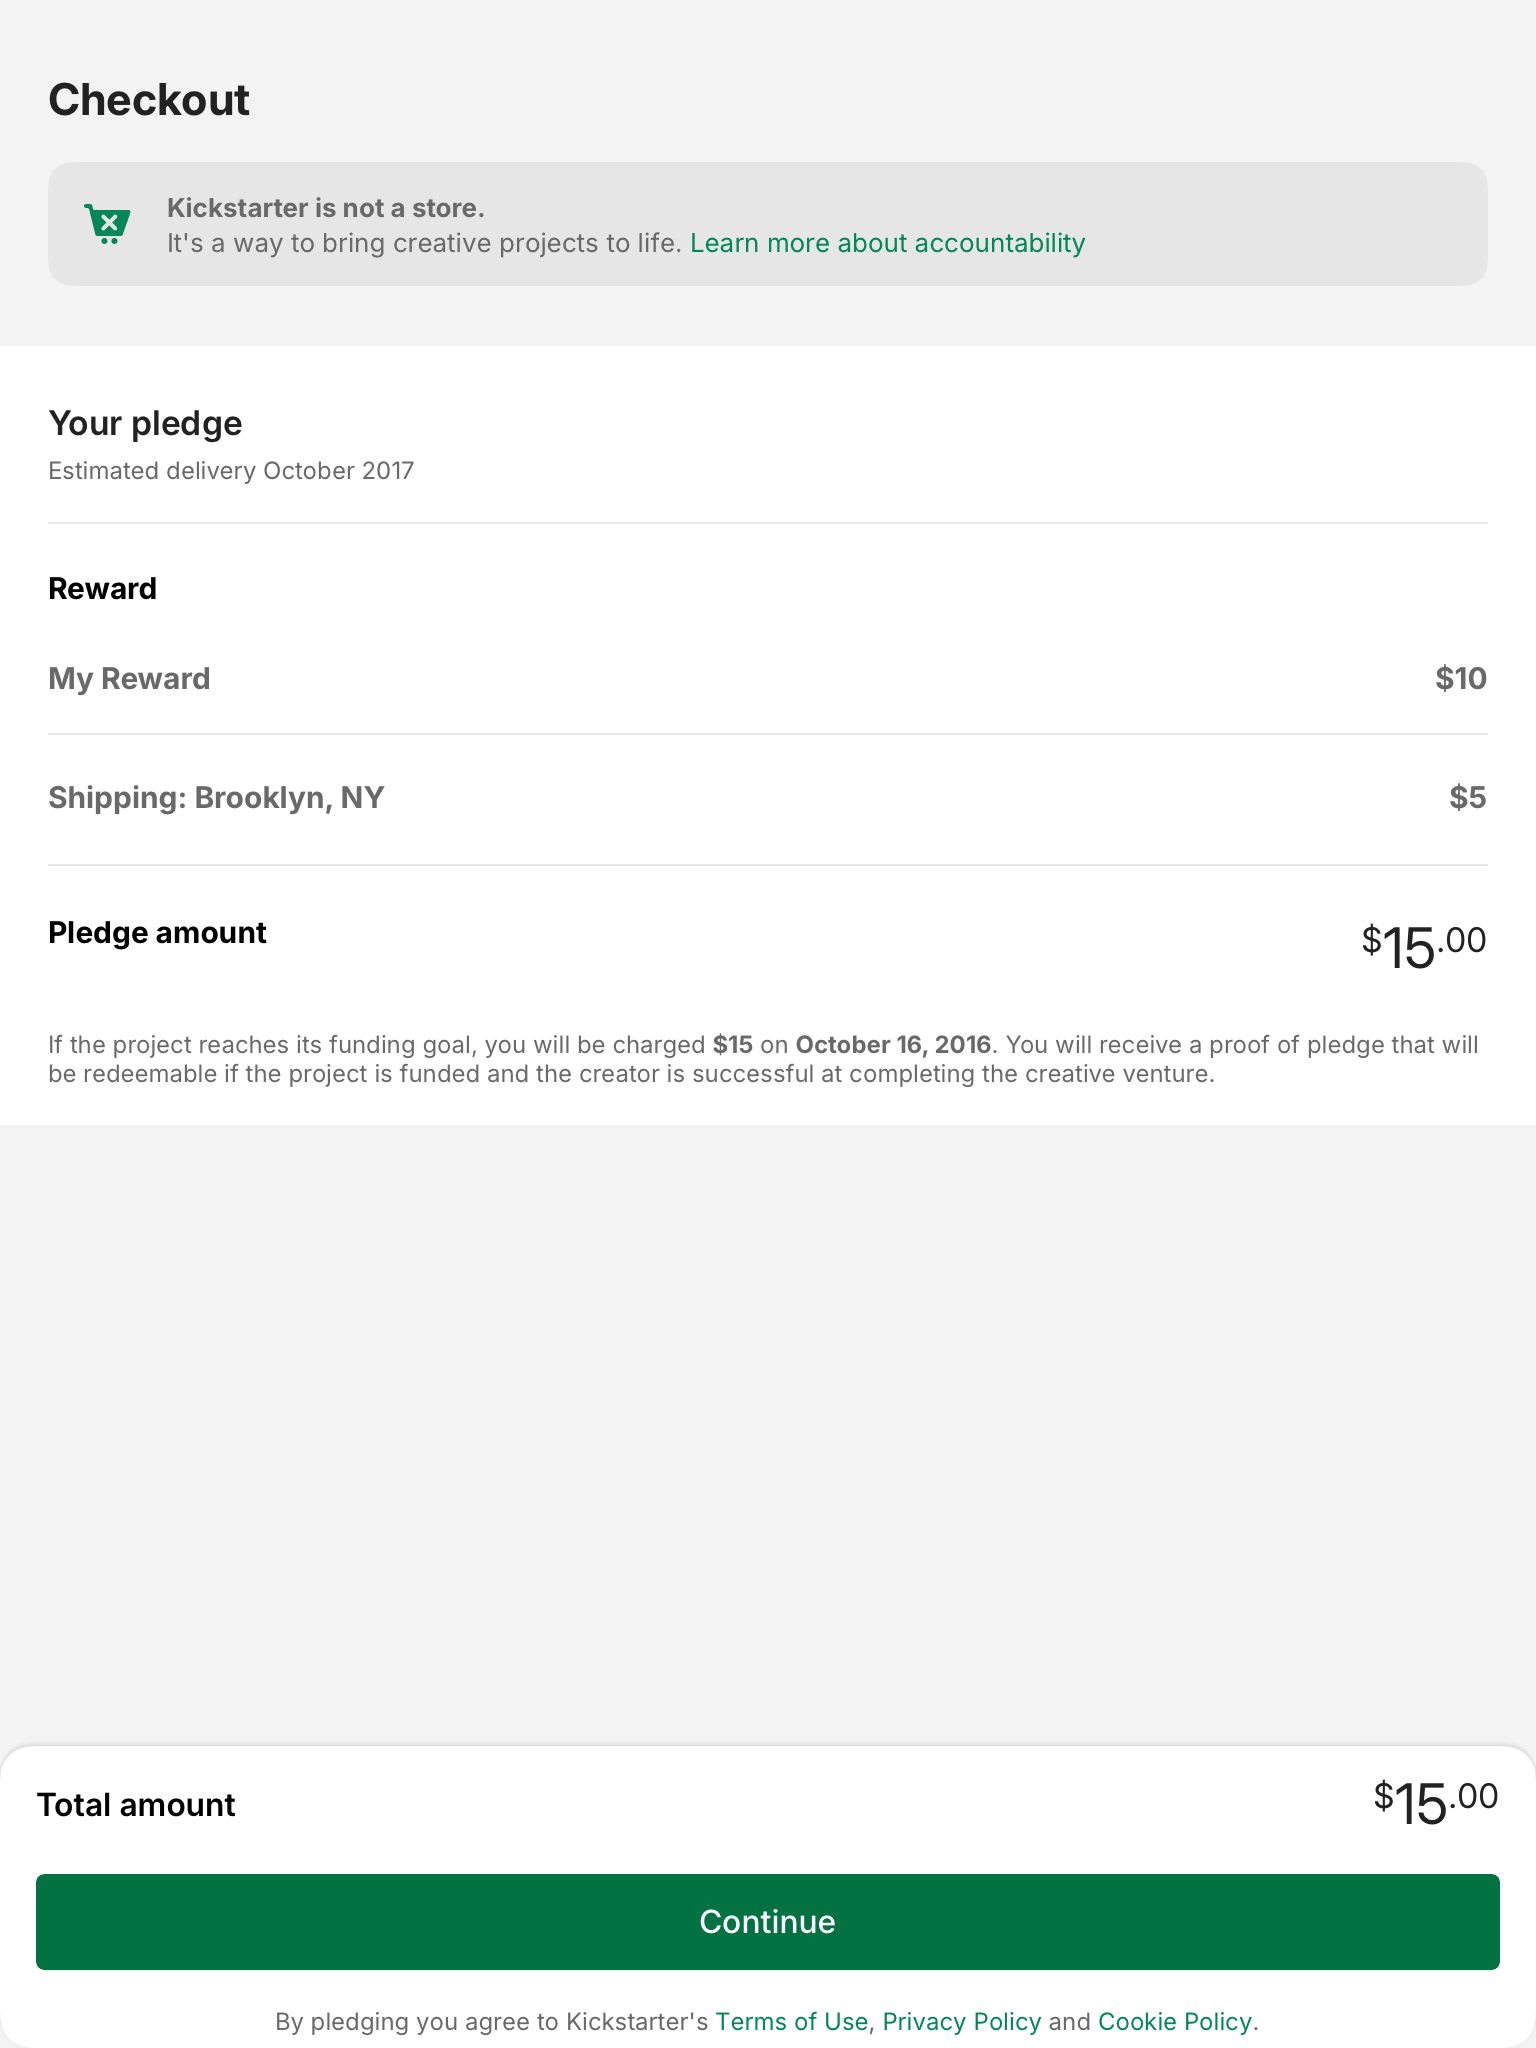 Checkout
Kickstarter is not a store.
It's a way to bring creative projects to life. Learn more about accountability
Your pledge
Estimated delivery October 2017
Reward
My Reward $10
Shipping: Brooklyn, NY $5
Pledge amount $15.00
If the project reaches its funding goal, you will be charged $15 on October 16, 2016. You will receive a proof of pledge that will
be redeemable if the project is funded and the creator is successful at completing the creative venture.
Total amount $15.00
Continue
By pledging you agree to Kickstarter's Terms of Use, Privacy Policy and Cookie Policy.